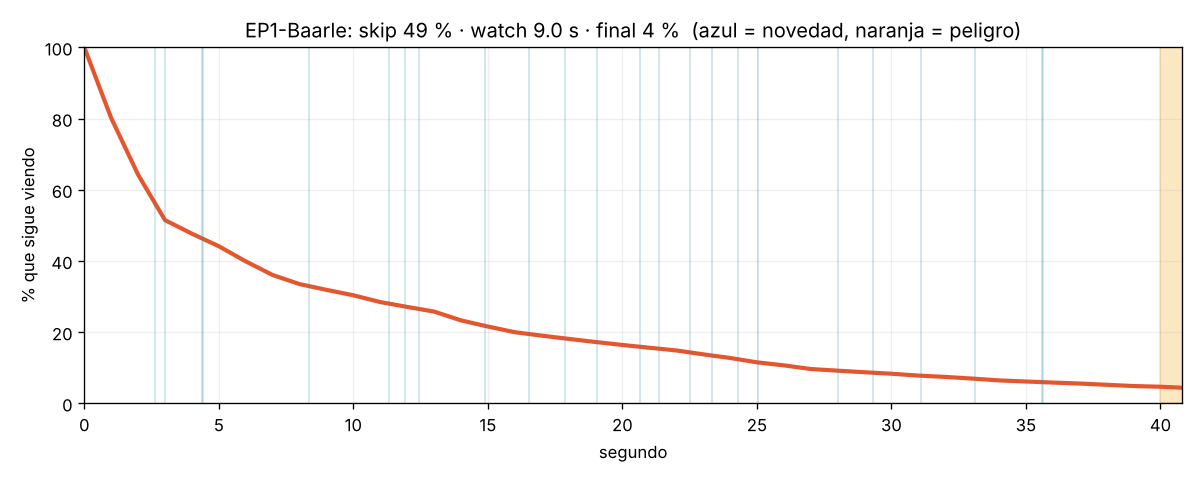 EP1-Baarle: skip 49 % · watch 9.0 s · final 4 % (azul = novedad, naranja = peligro)
% que sigue viendo
100
80
60
40
20
0
0 5 10 15 20 25 30 35 40
segundo